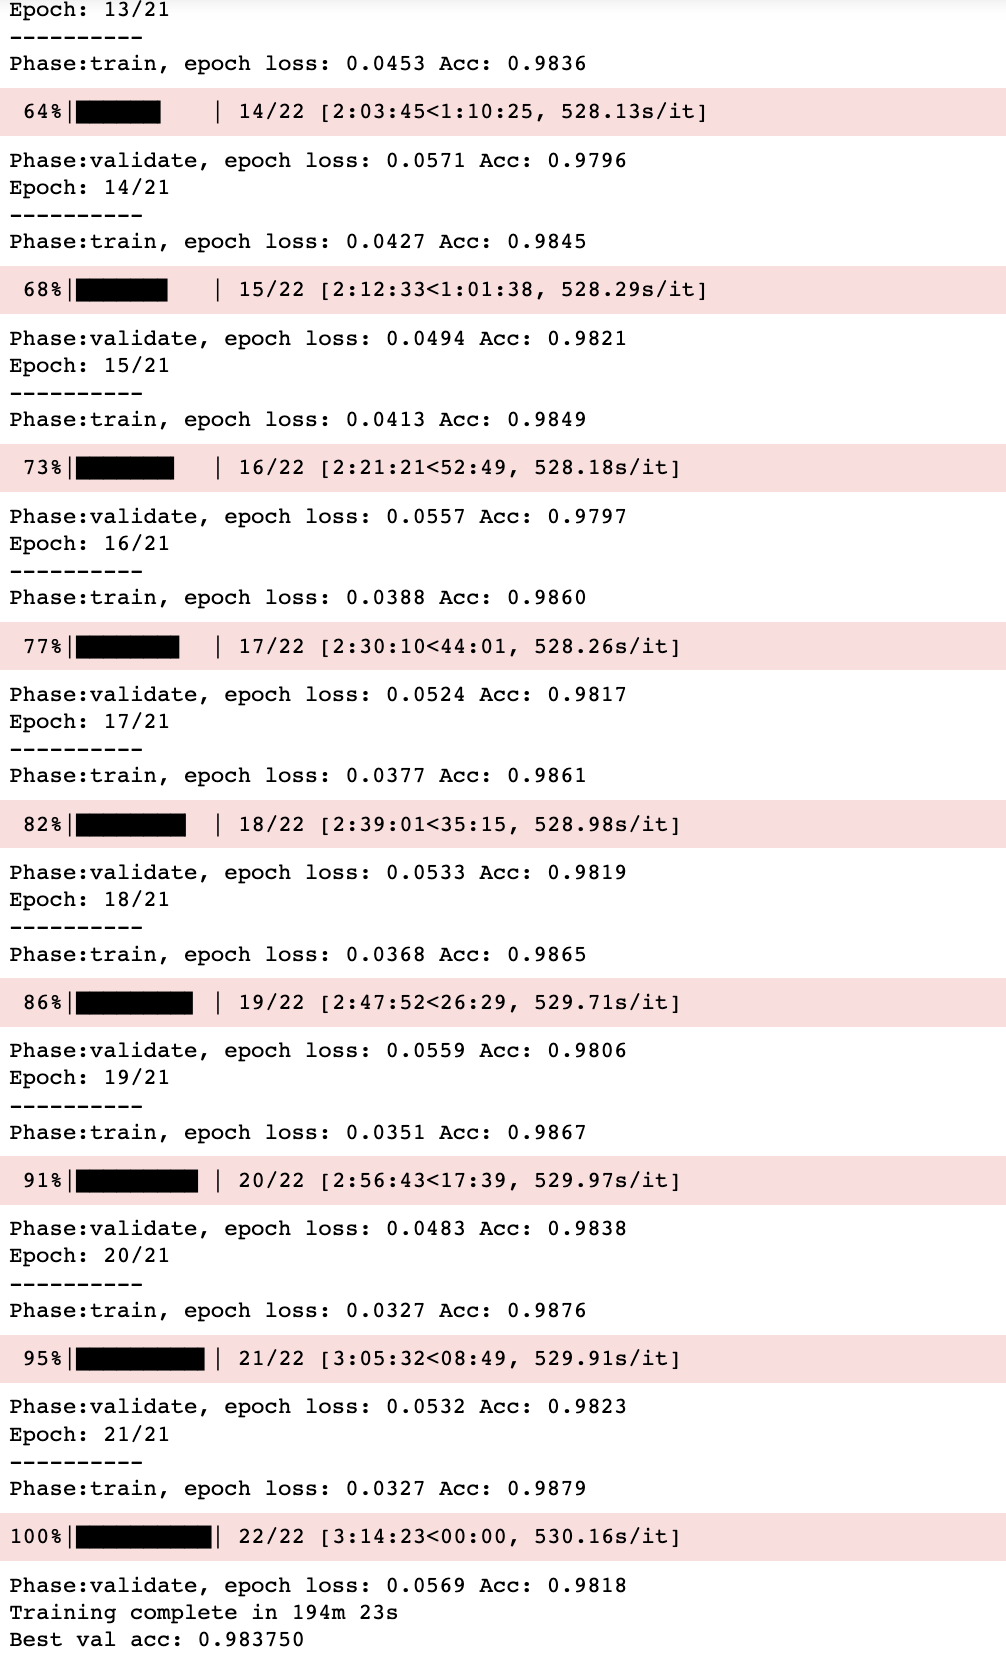 Epoch: 13/21
----------
Phase:train, epoch loss: 0.0453 Acc: 0.9836
64%|██████    | 14/22 [2:03:45<1:10:25, 528.13s/it]
Phase:validate, epoch loss: 0.0571 Acc: 0.9796
Epoch: 14/21
----------
Phase:train, epoch loss: 0.0427 Acc: 0.9845
68%|██████    | 15/22 [2:12:33<1:01:38, 528.29s/it]
Phase:validate, epoch loss: 0.0494 Acc: 0.9821
Epoch: 15/21
----------
Phase:train, epoch loss: 0.0413 Acc: 0.9849
73%|███████   | 16/22 [2:21:21<52:49, 528.18s/it]
Phase:validate, epoch loss: 0.0557 Acc: 0.9797
Epoch: 16/21
----------
Phase:train, epoch loss: 0.0388 Acc: 0.9860
77%|███████   | 17/22 [2:30:10<44:01, 528.26s/it]
Phase:validate, epoch loss: 0.0524 Acc: 0.9817
Epoch: 17/21
----------
Phase:train, epoch loss: 0.0377 Acc: 0.9861
82%|████████  | 18/22 [2:39:01<35:15, 528.98s/it]
Phase:validate, epoch loss: 0.0533 Acc: 0.9819
Epoch: 18/21
----------
Phase:train, epoch loss: 0.0368 Acc: 0.9865
86%|████████  | 19/22 [2:47:52<26:29, 529.71s/it]
Phase:validate, epoch loss: 0.0559 Acc: 0.9806
Epoch: 19/21
----------
Phase:train, epoch loss: 0.0351 Acc: 0.9867
91%|█████████ | 20/22 [2:56:43<17:39, 529.97s/it]
Phase:validate, epoch loss: 0.0483 Acc: 0.9838
Epoch: 20/21
----------
Phase:train, epoch loss: 0.0327 Acc: 0.9876
95%|█████████ | 21/22 [3:05:32<08:49, 529.91s/it]
Phase:validate, epoch loss: 0.0532 Acc: 0.9823
Epoch: 21/21
----------
Phase:train, epoch loss: 0.0327 Acc: 0.9879
100%|██████████| 22/22 [3:14:23<00:00, 530.16s/it]
Phase:validate, epoch loss: 0.0569 Acc: 0.9818
Training complete in 194m 23s
Best val acc: 0.983750